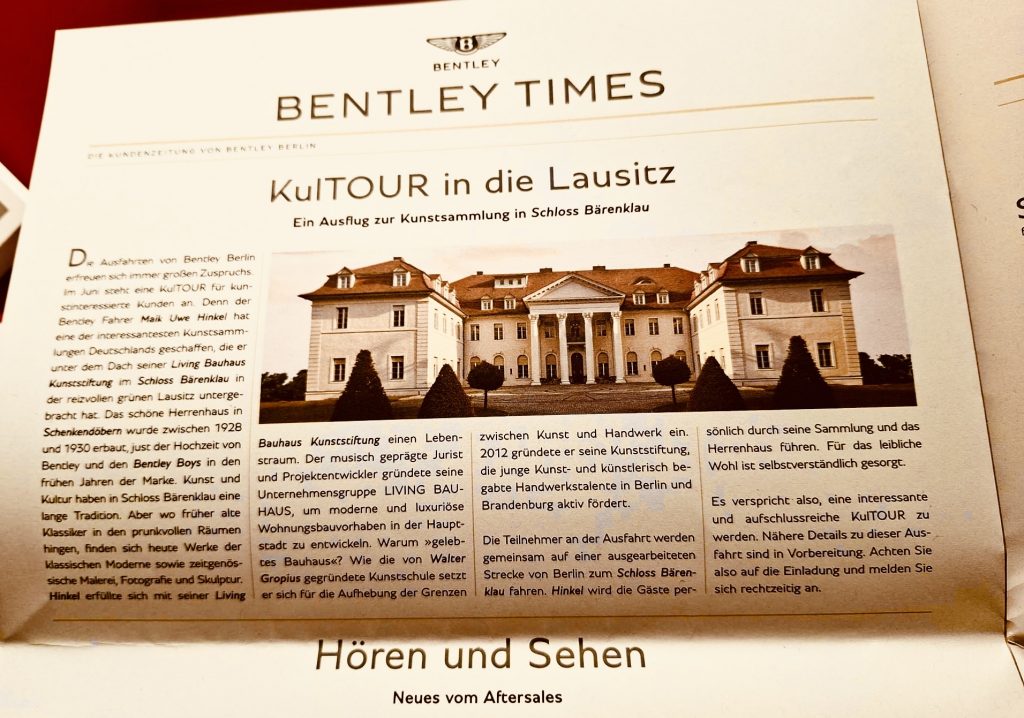 BENTLEY
BENTLEY TIMES
DIE KUNDENZEITUNG VON BENTLEY BERLIN
KulTOUR in die Lausitz
Ein Ausflug zur Kunstsammlung in Schloss Bärenklau
Die Ausfahrten von Bentley Berlin
erfreuen sich immer großen Zuspruchs.
Im Juni steht eine KulTOUR für kun-
stinteressierte Kunden an. Denn der
Bentley Fahrer Maik Uwe Hinkel hat
eine der interessantesten Kunstsamm-
lungen Deutschlands geschaffen, die er
unter dem Dach seiner Living Bauhaus
Kunststiftung im Schloss Bärenklau in
der reizvollen grünen Lausitz unterge-
bracht hat. Das schöne Herrenhaus in
Schenkendöbern wurde zwischen 1928
und 1930 erbaut, just der Hochzeit von
Bentley und den Bentley Boys in den
frühen Jahren der Marke. Kunst und
Kultur haben in Schloss Bärenklau eine
lange Tradition. Aber wo früher alte
Klassiker in den prunkvollen Räumen
hingen, finden sich heute Werke der
klassischen Moderne sowie zeitgenös-
sische Malerei, Fotografie und Skulptur.
Hinkel erfüllte sich mit seiner Living
Bauhaus Kunststiftung einen Leben-
straum. Der musisch geprägte Jurist
und Projektentwickler gründete seine
Unternehmensgruppe LIVING BAU-
HAUS, um moderne und luxuriöse
Wohnungsbauvorhaben in der Haupt-
stadt zu entwickeln. Warum »geleb-
tes Bauhaus«? Wie die von Walter
Gropius gegründete Kunstschule setzt
er sich für die Aufhebung der Grenzen
zwischen Kunst und Handwerk ein.
2012 gründete er seine Kunststiftung,
die junge Kunst- und künstlerisch be-
gabte Handwerkstalente in Berlin und
Brandenburg aktiv fördert.
Die Teilnehmer an der Ausfahrt werden
gemeinsam auf einer ausgearbeiteten
Strecke von Berlin zum Schloss Bären-
klau fahren. Hinkel wird die Gäste per-
sönlich durch seine Sammlung und das
Herrenhaus führen. Für das leibliche
Wohl ist selbstverständlich gesorgt.
Es verspricht also, eine interessante
und aufschlussreiche KulTOUR zu
werden. Nähere Details zu dieser Aus-
fahrt sind in Vorbereitung. Achten Sie
also auf die Einladung und melden Sie
sich rechtzeitig an.
Hören und Sehen
Neues vom Aftersales